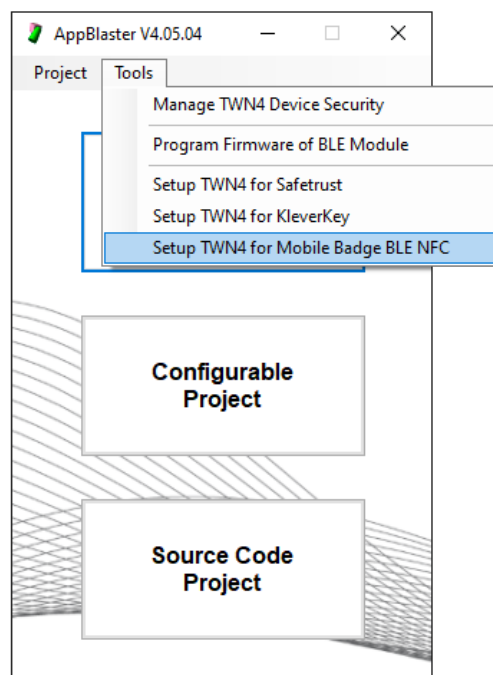 AppBlaster V4.05.04
Project Tools
Manage TWN4 Device Security
Program Firmware of BLE Module
Setup TWN4 for Safetrust
Setup TWN4 for KleverKey
Setup TWN4 for Mobile Badge BLE NFC
Configurable
Project
Source Code
Project